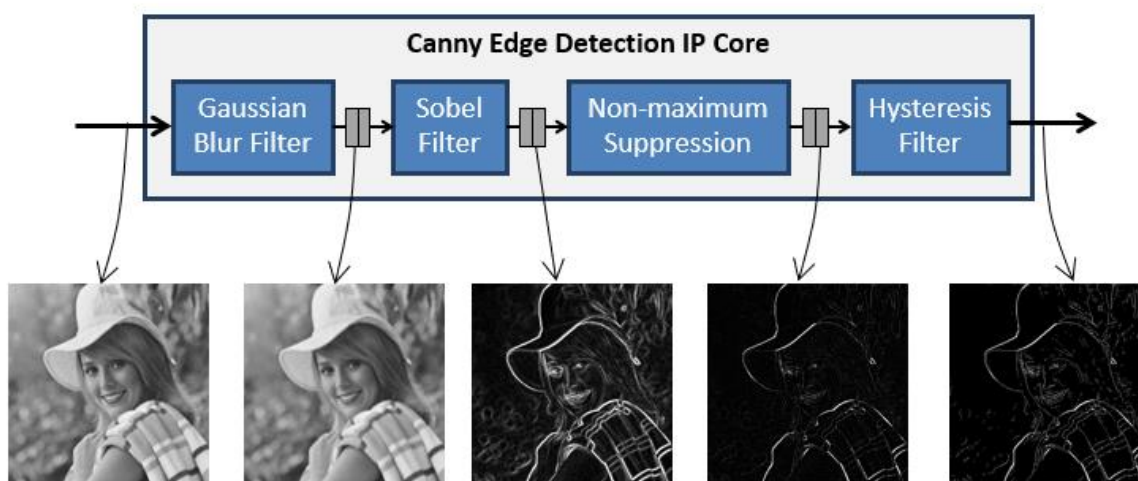 Canny Edge Detection IP Core
Gaussian
Blur Filter
Sobel
Filter
Non-maximum
Suppression
Hysteresis
Filter